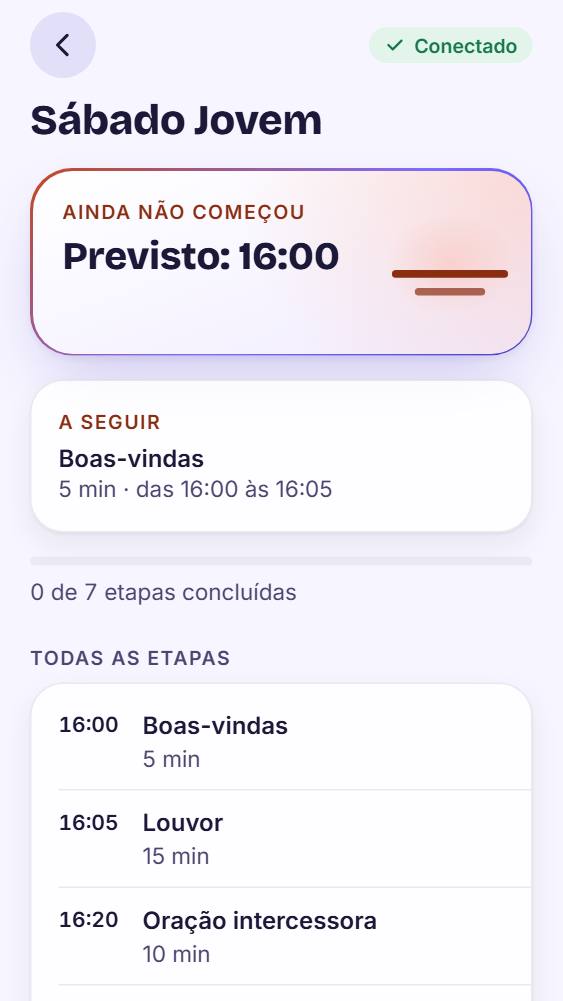 Conectado
Sábado Jovem
AINDA NÃO COMEÇOU
Previsto: 16:00
A SEGUIR
Boas-vindas
5 min · das 16:00 às 16:05
0 de 7 etapas concluídas
TODAS AS ETAPAS
16:00 Boas-vindas
5 min
16:05 Louvor
15 min
16:20 Oração intercessora
10 min